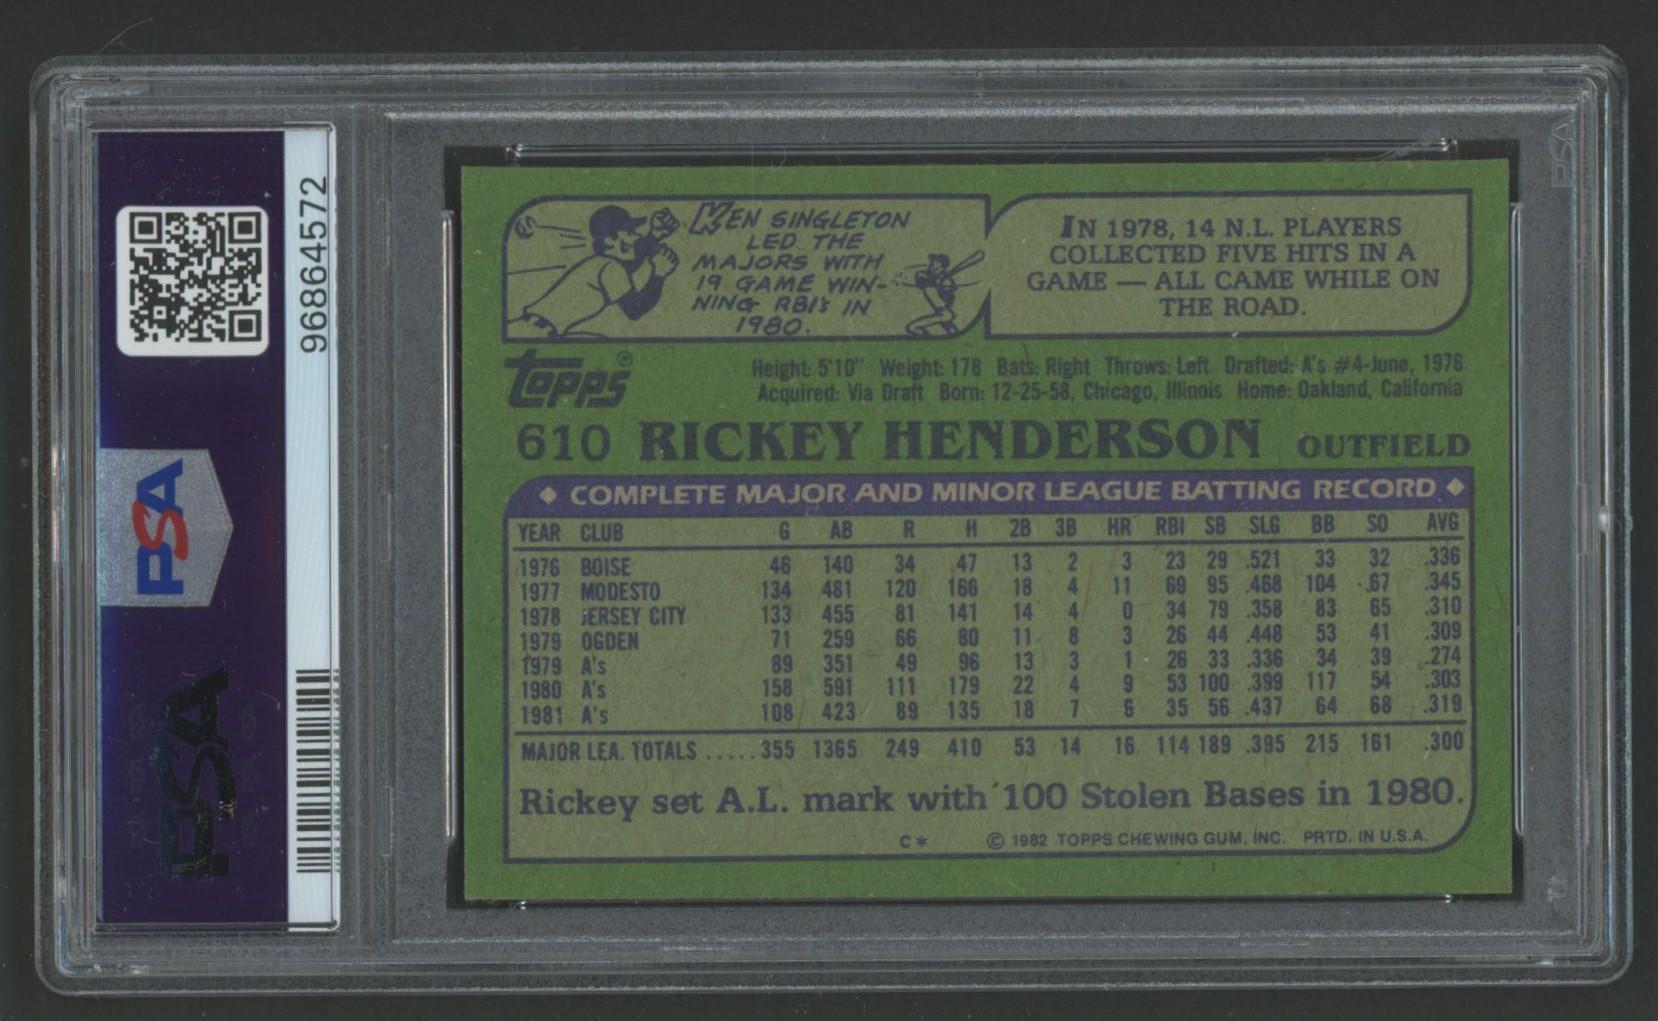 KEN SINGLETON
LED THE
MAJORS WITH
19 GAME WIN-
NING RBI's IN
1980.
IN 1978, 14 N.L. PLAYERS
COLLECTED FIVE HITS IN A
GAME — ALL CAME WHILE ON
THE ROAD.
TOPPS®
Height: 5'10" Weight: 178 Bats: Right Throws: Left Drafted: A's #4-June, 1976
Acquired: Via Draft Born: 12-25-58, Chicago, Illinois Home: Oakland, California
610 RICKEY HENDERSON OUTFIELD
◆ COMPLETE MAJOR AND MINOR LEAGUE BATTING RECORD ◆
YEAR CLUB G AB R H 2B 3B HR RBI SB SLG BB SO AVG
1976 BOISE 46 140 34 47 13 2 3 23 29 .521 33 32 .336
1977 MODESTO 134 481 120 166 18 4 11 69 95 .468 104 67 .345
1978 JERSEY CITY 133 455 81 141 14 4 0 34 79 .358 83 65 .310
1979 OGDEN 71 259 66 80 11 8 3 26 44 .448 53 41 .309
1979 A's 89 351 49 96 13 3 1 26 33 .336 34 39 .274
1980 A's 158 591 111 179 22 4 9 53 100 .399 117 54 .303
1981 A's 108 423 89 135 18 7 6 35 56 .437 64 68 .319
MAJOR LEA. TOTALS ..... 355 1365 249 410 53 14 16 114 189 .395 215 161 .300
Rickey set A.L. mark with 100 Stolen Bases in 1980.
C* © 1982 TOPPS CHEWING GUM, INC. PRTD. IN U.S.A.
96864572
PSA
PSA
PSA